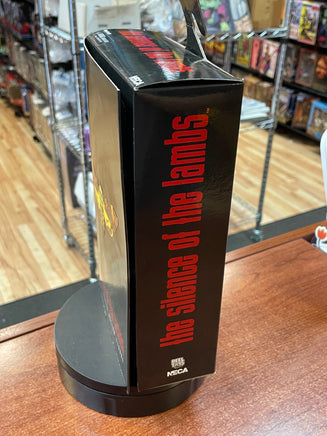 the silence of the lambs
NECA